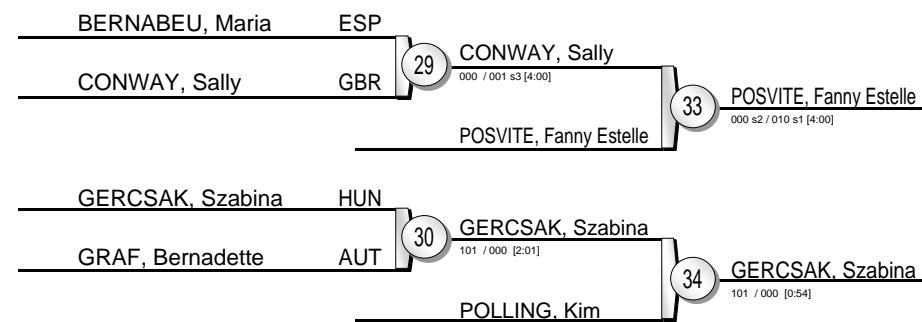 BERNABEU, Maria ESP
29
CONWAY, Sally
000 / 001 s3 [4:00]
CONWAY, Sally GBR
33
POSVITE, Fanny Estelle
000 s2 / 010 s1 [4:00]
POSVITE, Fanny Estelle
GERCSAK, Szabina HUN
30
GERCSAK, Szabina
101 / 000 [2:01]
GRAF, Bernadette AUT
34
GERCSAK, Szabina
101 / 000 [0:54]
POLLING, Kim